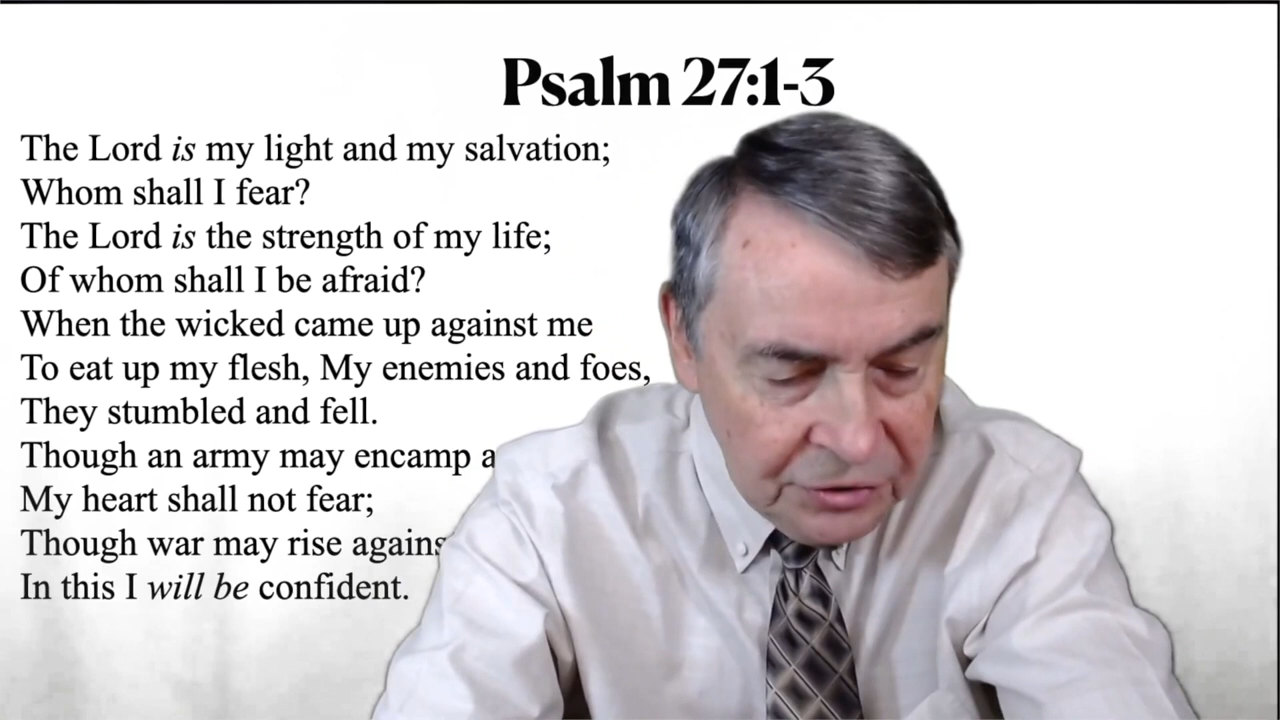 Psalm 27:1-3
The Lord is my light and my salvation;
Whom shall I fear?
The Lord is the strength of my life;
Of whom shall I be afraid?
When the wicked came up against me
To eat up my flesh, My enemies and foes,
They stumbled and fell.
Though an army may encamp
My heart shall not fear;
Though war may rise
In this I will be confident.